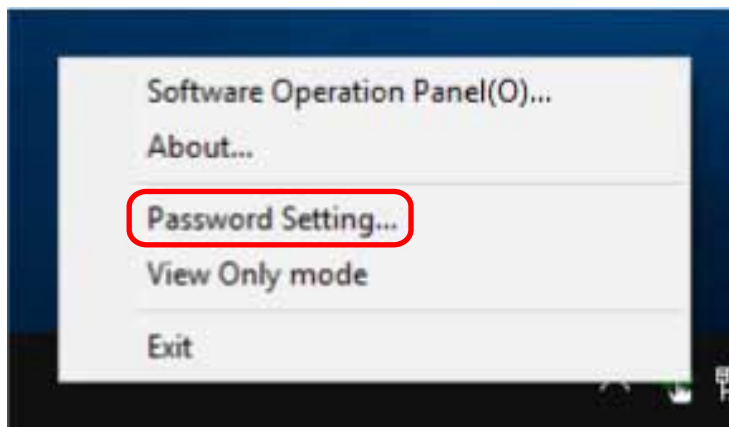 Software Operation Panel(O)...
About...
Password Setting...
View Only mode
Exit